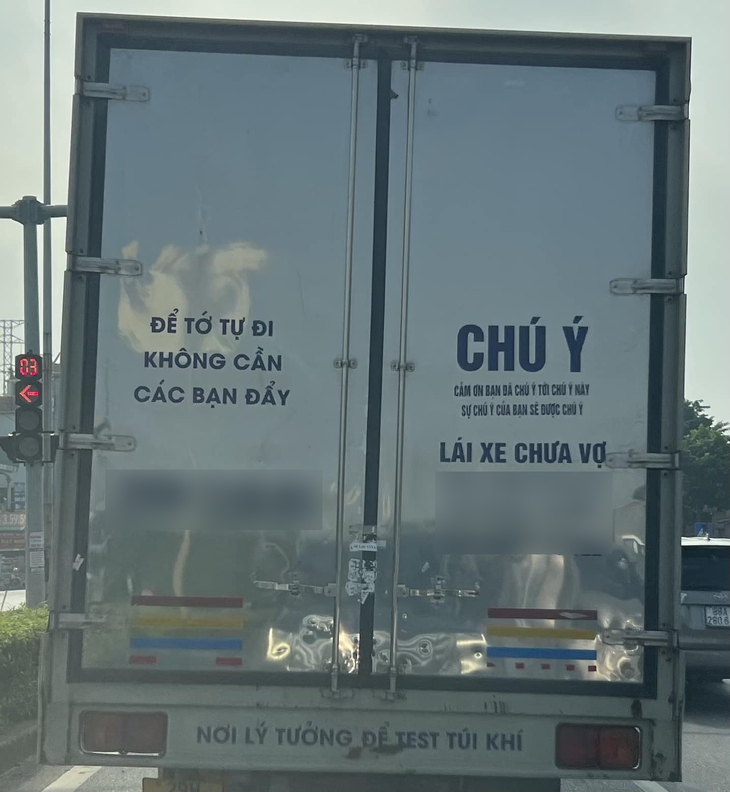 ĐỂ TỚ TỰ ĐI
KHÔNG CẦN
CÁC BẠN ĐẨY
CHÚ Ý
CẢM ƠN BẠN ĐÃ CHÚ Ý TỚI CHÚ Ý NÀY
SỰ CHÚ Ý CỦA BẠN SẼ ĐƯỢC CHÚ Ý
LÁI XE CHƯA VỢ
NƠI LÝ TƯỞNG ĐỂ TEST TÚI KHÍ
03